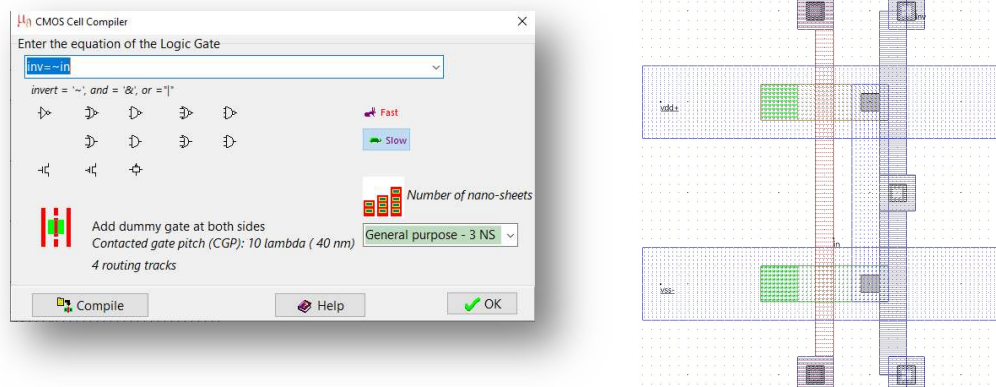 CMOS Cell Compiler
Enter the equation of the Logic Gate
inv=~in
invert = '~', and = '&', or ="|"
Fast
Slow
Number of nano-sheets
Add dummy gate at both sides
Contacted gate pitch (CGP): 10 lambda ( 40 nm)
General purpose - 3 NS
4 routing tracks
Compile
Help
OK
inv
vdd+
in
vss-